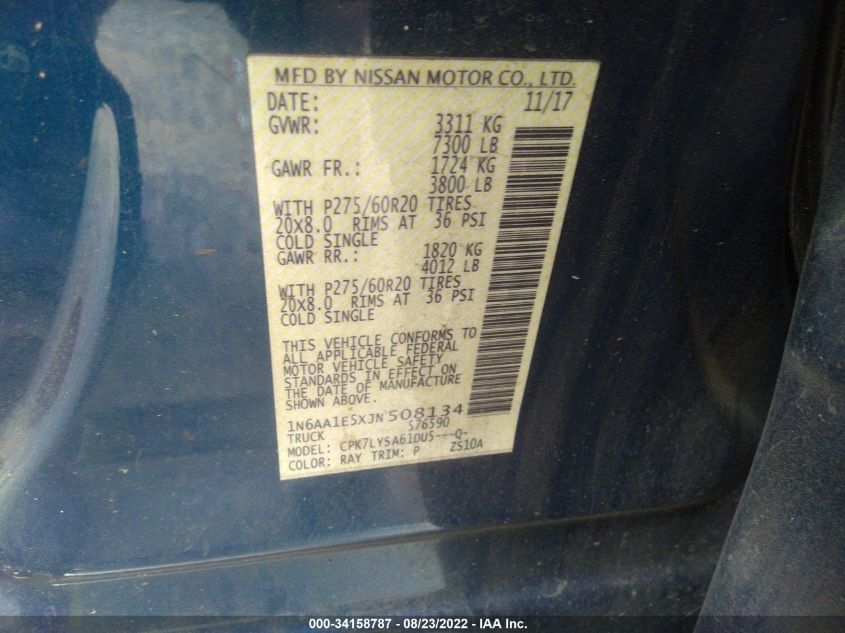 MFD BY NISSAN MOTOR CO., LTD.
DATE: 11/17
GVWR: 3311 KG
7300 LB
GAWR FR.: 1724 KG
3800 LB
WITH P275/60R20 TIRES
20x8.0 RIMS AT 36 PSI
COLD SINGLE
GAWR RR.: 1820 KG
4012 LB
WITH P275/60R20 TIRES
20x8.0 RIMS AT 36 PSI
COLD SINGLE
THIS VEHICLE CONFORMS TO
ALL APPLICABLE FEDERAL
MOTOR VEHICLE SAFETY
STANDARDS IN EFFECT ON
THE DATE OF MANUFACTURE
SHOWN ABOVE.
1N6AA1E5XJN508134
TRUCK S76590
MODEL: CPK7LYSA61DU5---Q-
COLOR: RAY TRIM: P ZS10A
000-34158787 - 08/23/2022 - IAA Inc.